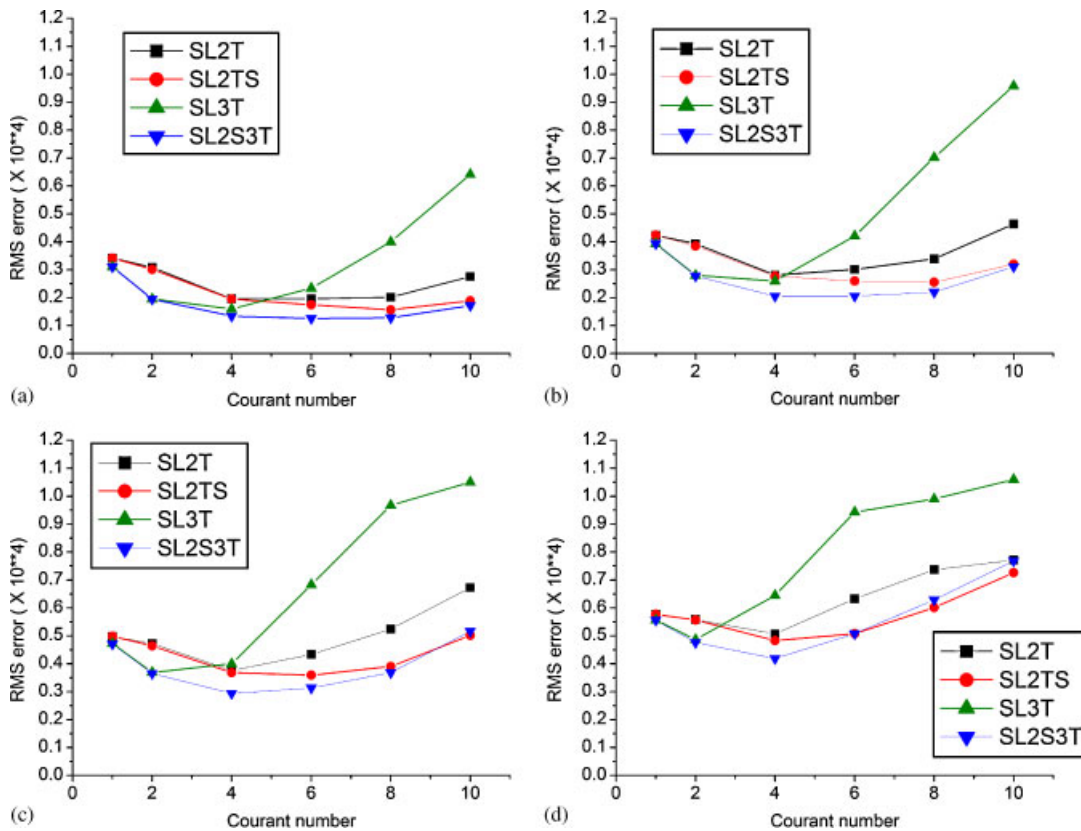 1.2
1.1
1.0
0.9
0.8
0.7
0.6
0.5
0.4
0.3
0.2
0.1
0.0
RMS error ( X 10**4)
SL2T
SL2TS
SL3T
SL2S3T
0 2 4 6 8 10
(a) Courant number
1.2
1.1
1.0
0.9
0.8
0.7
0.6
0.5
0.4
0.3
0.2
0.1
0.0
RMS error ( X 10**4)
SL2T
SL2TS
SL3T
SL2S3T
0 2 4 6 8 10
(b) Courant number
1.2
1.1
1.0
0.9
0.8
0.7
0.6
0.5
0.4
0.3
0.2
0.1
0.0
RMS error ( X 10**4)
SL2T
SL2TS
SL3T
SL2S3T
0 2 4 6 8 10
(c) Courant number
1.2
1.1
1.0
0.9
0.8
0.7
0.6
0.5
0.4
0.3
0.2
0.1
0.0
RMS error ( X 10**4)
SL2T
SL2TS
SL3T
SL2S3T
0 2 4 6 8 10
(d) Courant number